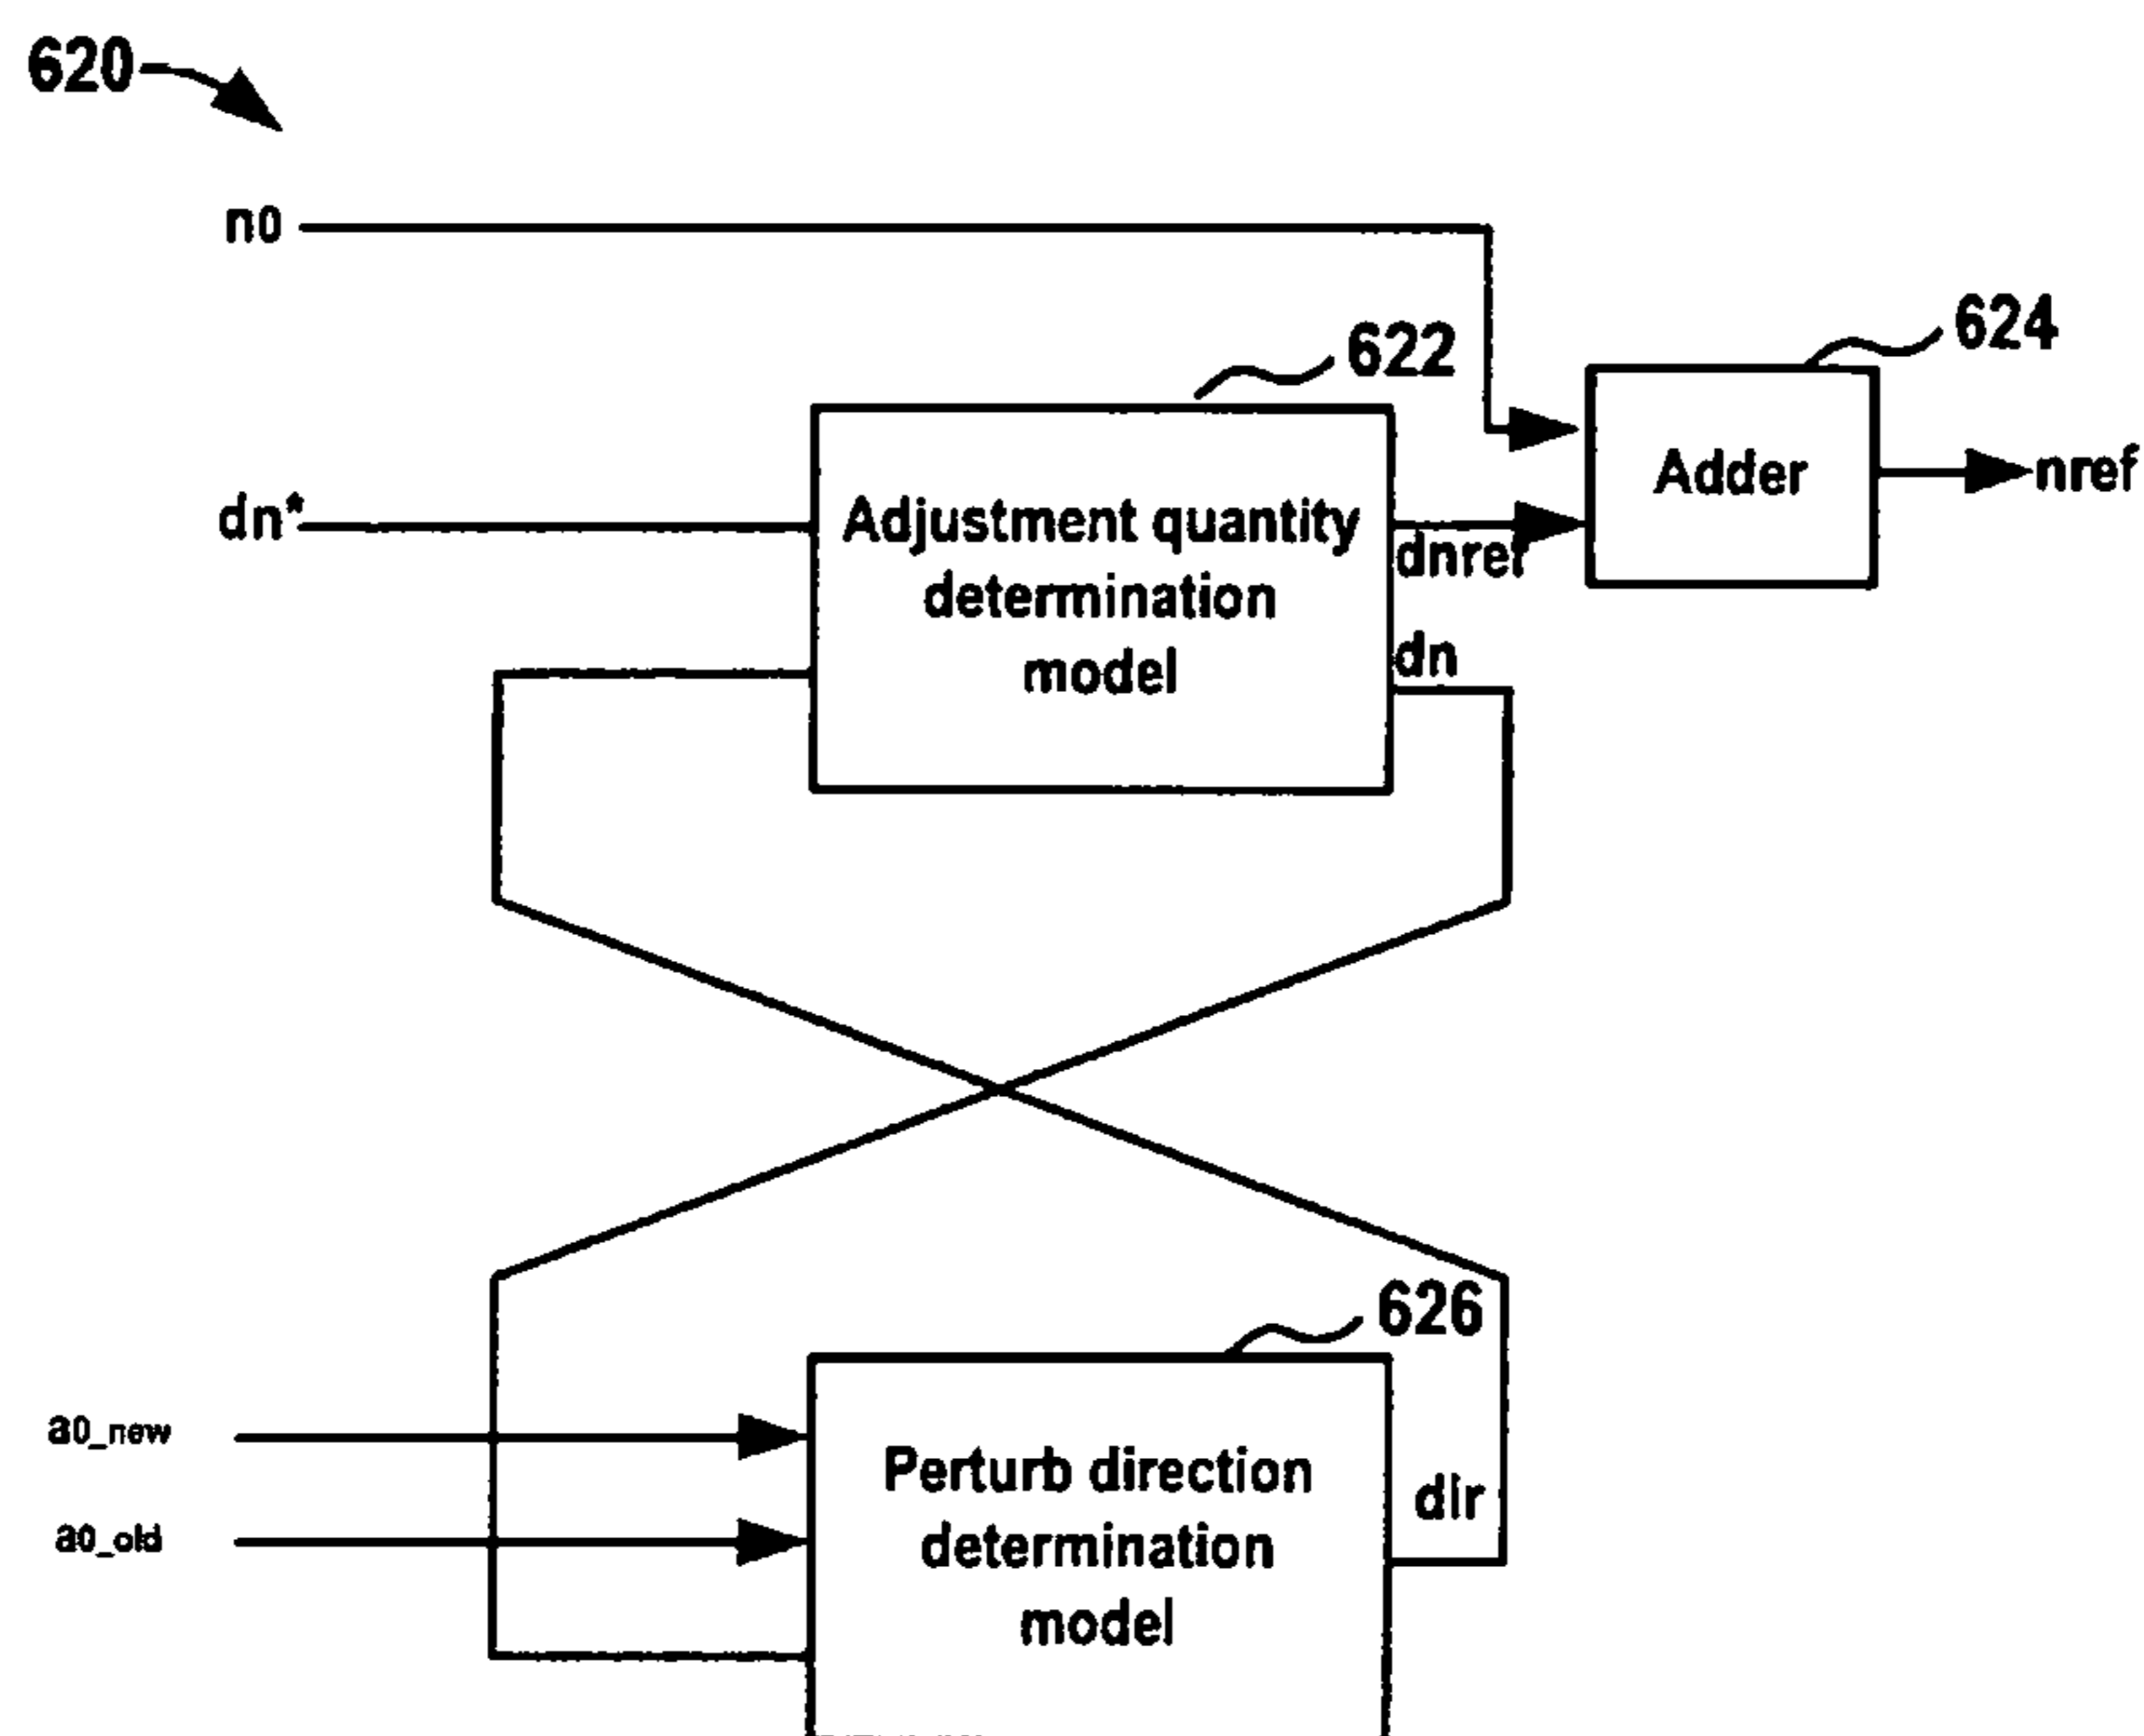 620
n0
624
622
dn*
Adjustment quantity
determination
model
Adder
nref
dnref
dn
626
a0_new
a0_old
Perturb direction
determination
model
dir